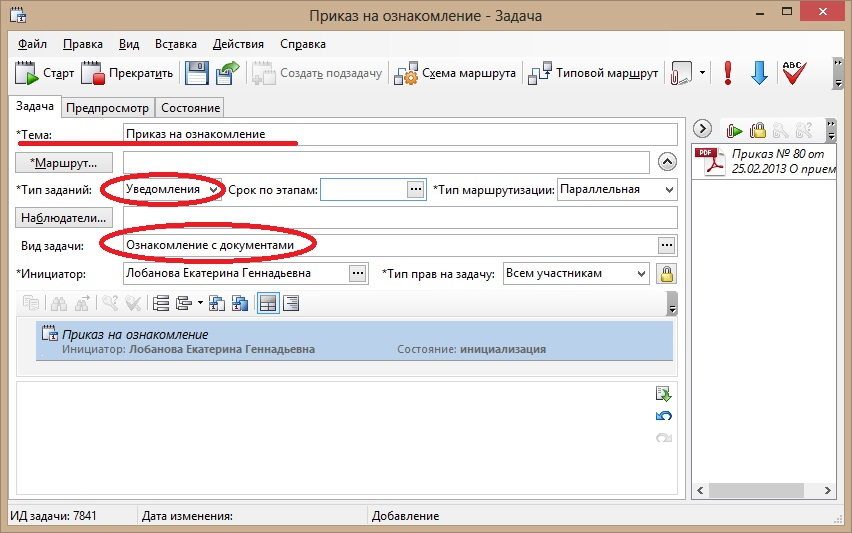 Приказ на ознакомление - Задача
Файл Правка Вид Вставка Действия Справка
Старт Прекратить Создать подзадачу Схема маршрута Типовой маршрут ABC
Задача Предпросмотр Состояние
*Тема: Приказ на ознакомление
*Маршрут...
*Тип заданий: Уведомления Срок по этапам: *Тип маршрутизации: Параллельная
Наблюдатели...
Вид задачи: Ознакомление с документами
*Инициатор: Лобанова Екатерина Геннадьевна *Тип прав на задачу: Всем участникам
Приказ на ознакомление
Инициатор: Лобанова Екатерина Геннадьевна Состояние: инициализация
PDF Приказ № 80 от
25.02.2013 О прием
ИД задачи: 7841 Дата изменения: Добавление